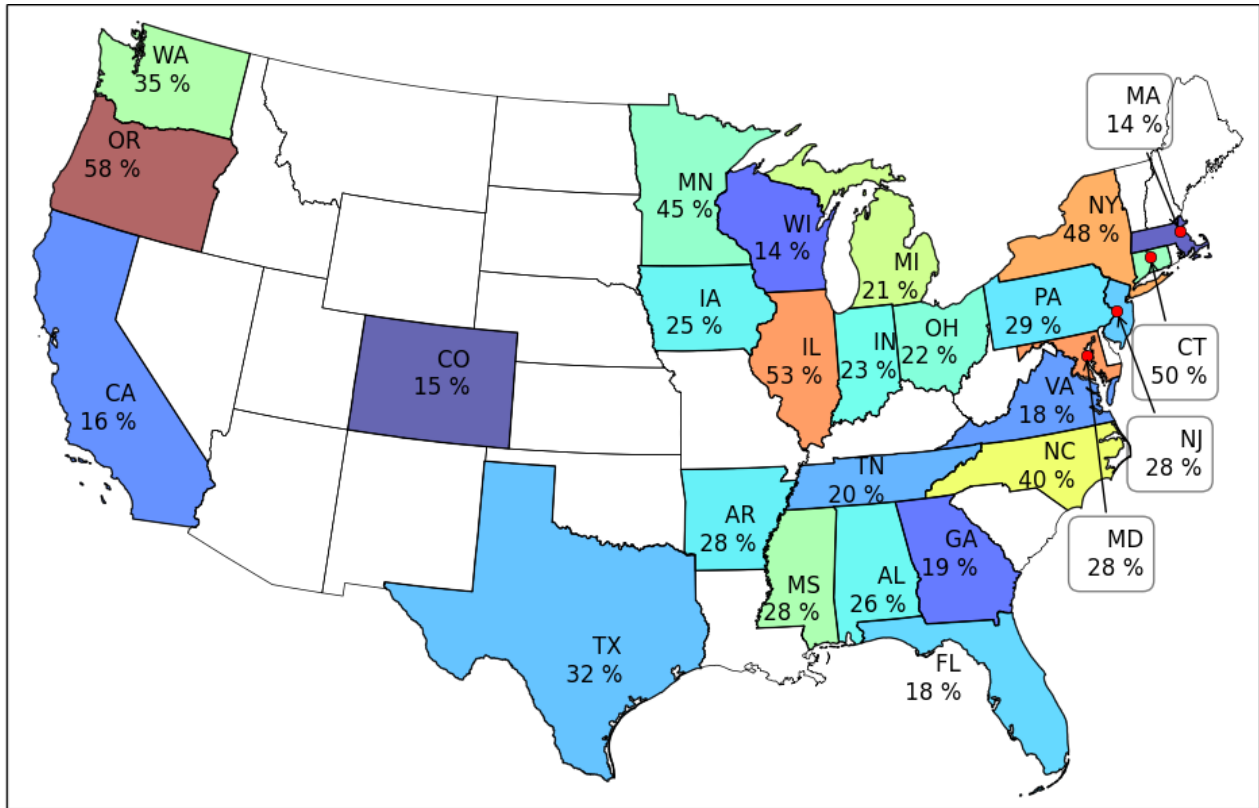 WA
35 %
OR
58 %
CA
16 %
CO
15 %
TX
32 %
MN
45 %
IA
25 %
WI
14 %
IL
53 %
MI
21 %
IN
23 %
OH
22 %
PA
29 %
NY
48 %
MA
14 %
CT
50 %
NJ
28 %
MD
28 %
VA
18 %
NC
40 %
TN
20 %
AR
28 %
MS
28 %
AL
26 %
GA
19 %
FL
18 %